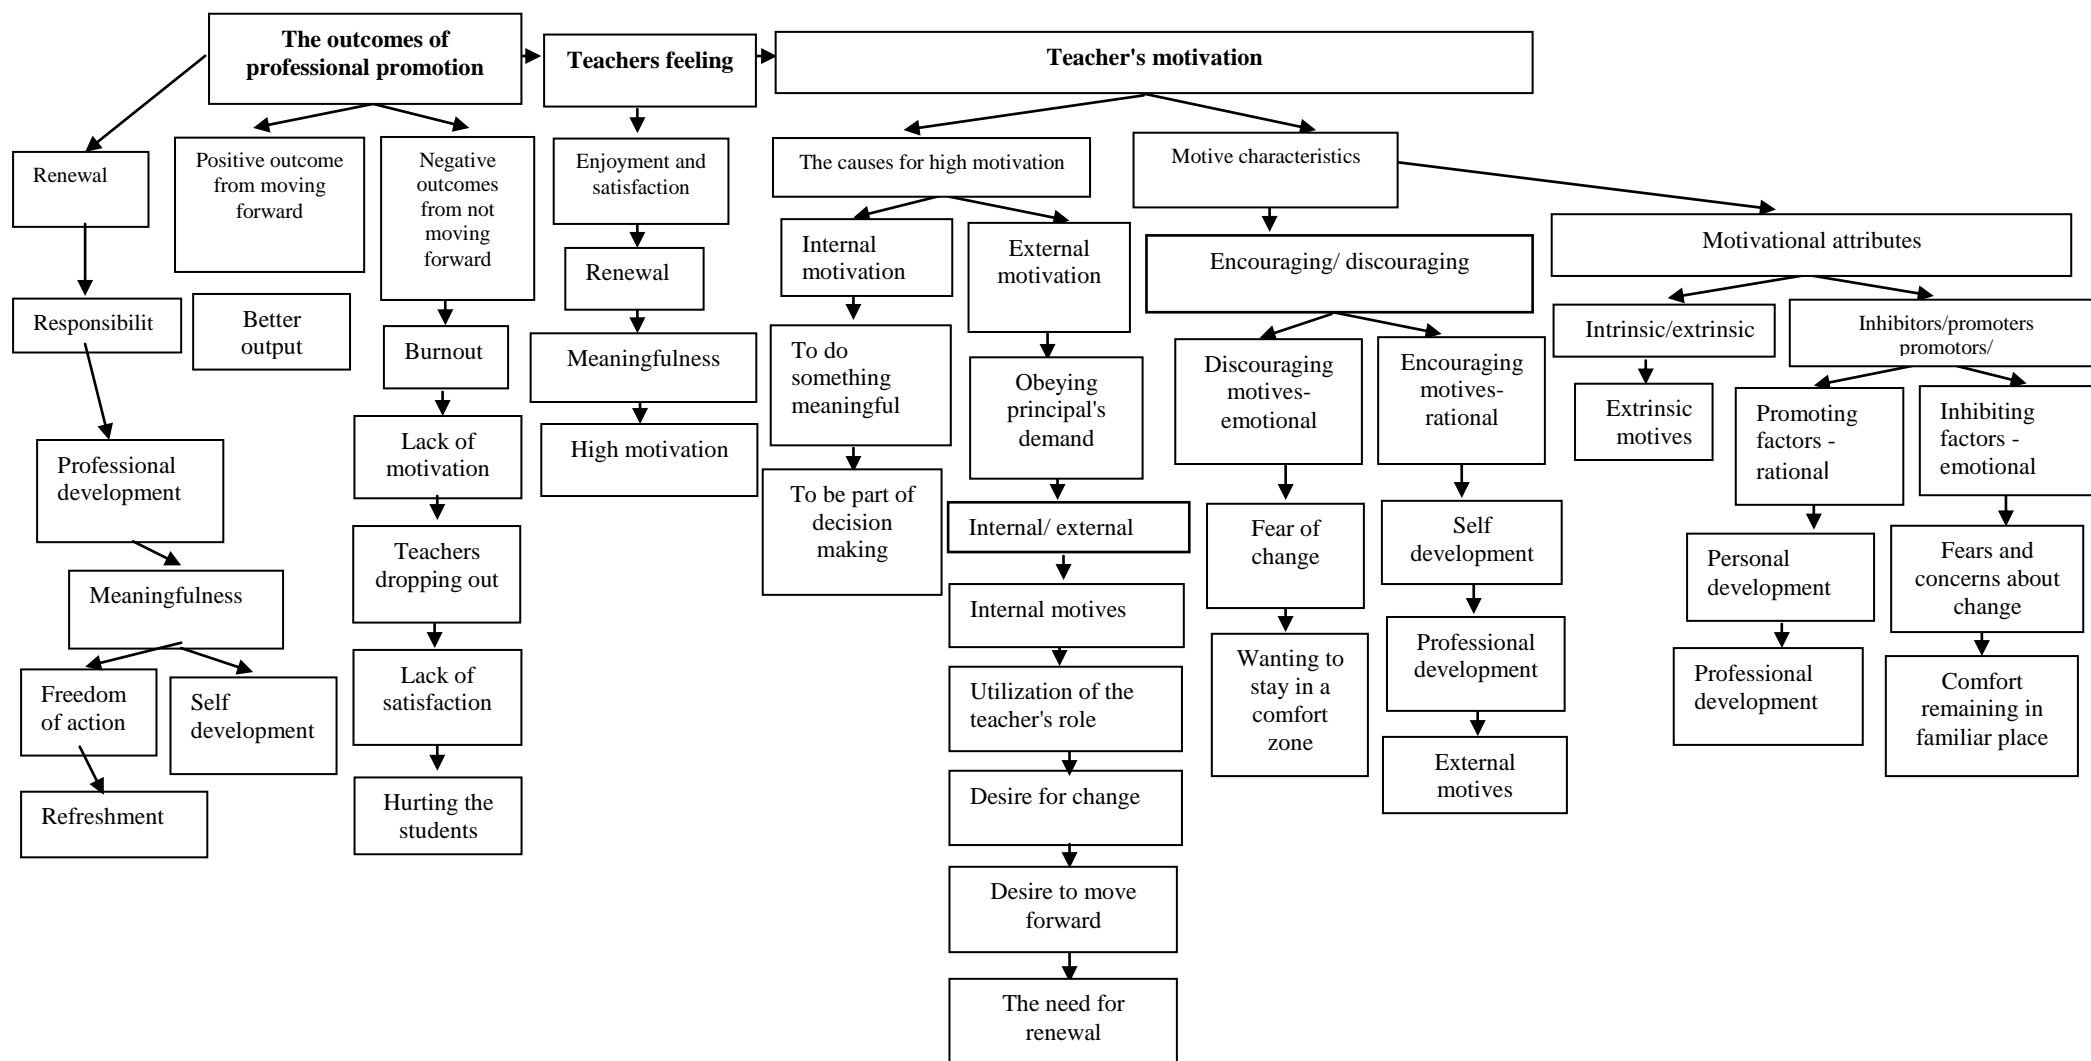 The outcomes of
professional promotion
Teachers feeling
Teacher's motivation
Renewal
Positive outcome
from moving
forward
Negative
outcomes
from not
moving
forward
Enjoyment and
satisfaction
The causes for high motivation
Motive characteristics
Motivational attributes
Responsibilit
Better
output
Burnout
Renewal
Internal
motivation
External
motivation
Encouraging/ discouraging
Intrinsic/extrinsic
Inhibitors/promoters
promotors/
Meaningfulness
To do
something
meaningful
Obeying
principal's
demand
Discouraging
motives-
emotional
Encouraging
motives-
rational
Extrinsic
motives
Promoting
factors -
rational
Inhibiting
factors -
emotional
Professional
development
Lack of
motivation
High motivation
To be part of
decision
making
Internal/ external
Fear of
change
Self
development
Personal
development
Fears and
concerns about
change
Meaningfulness
Teachers
dropping out
Internal motives
Wanting to
stay in a
comfort
zone
Professional
development
Professional
development
Comfort
remaining in
familiar place
Freedom
of action
Self
development
Lack of
satisfaction
Utilization of the
teacher's role
External
motives
Refreshment
Hurting the
students
Desire for change
Desire to move
forward
The need for
renewal